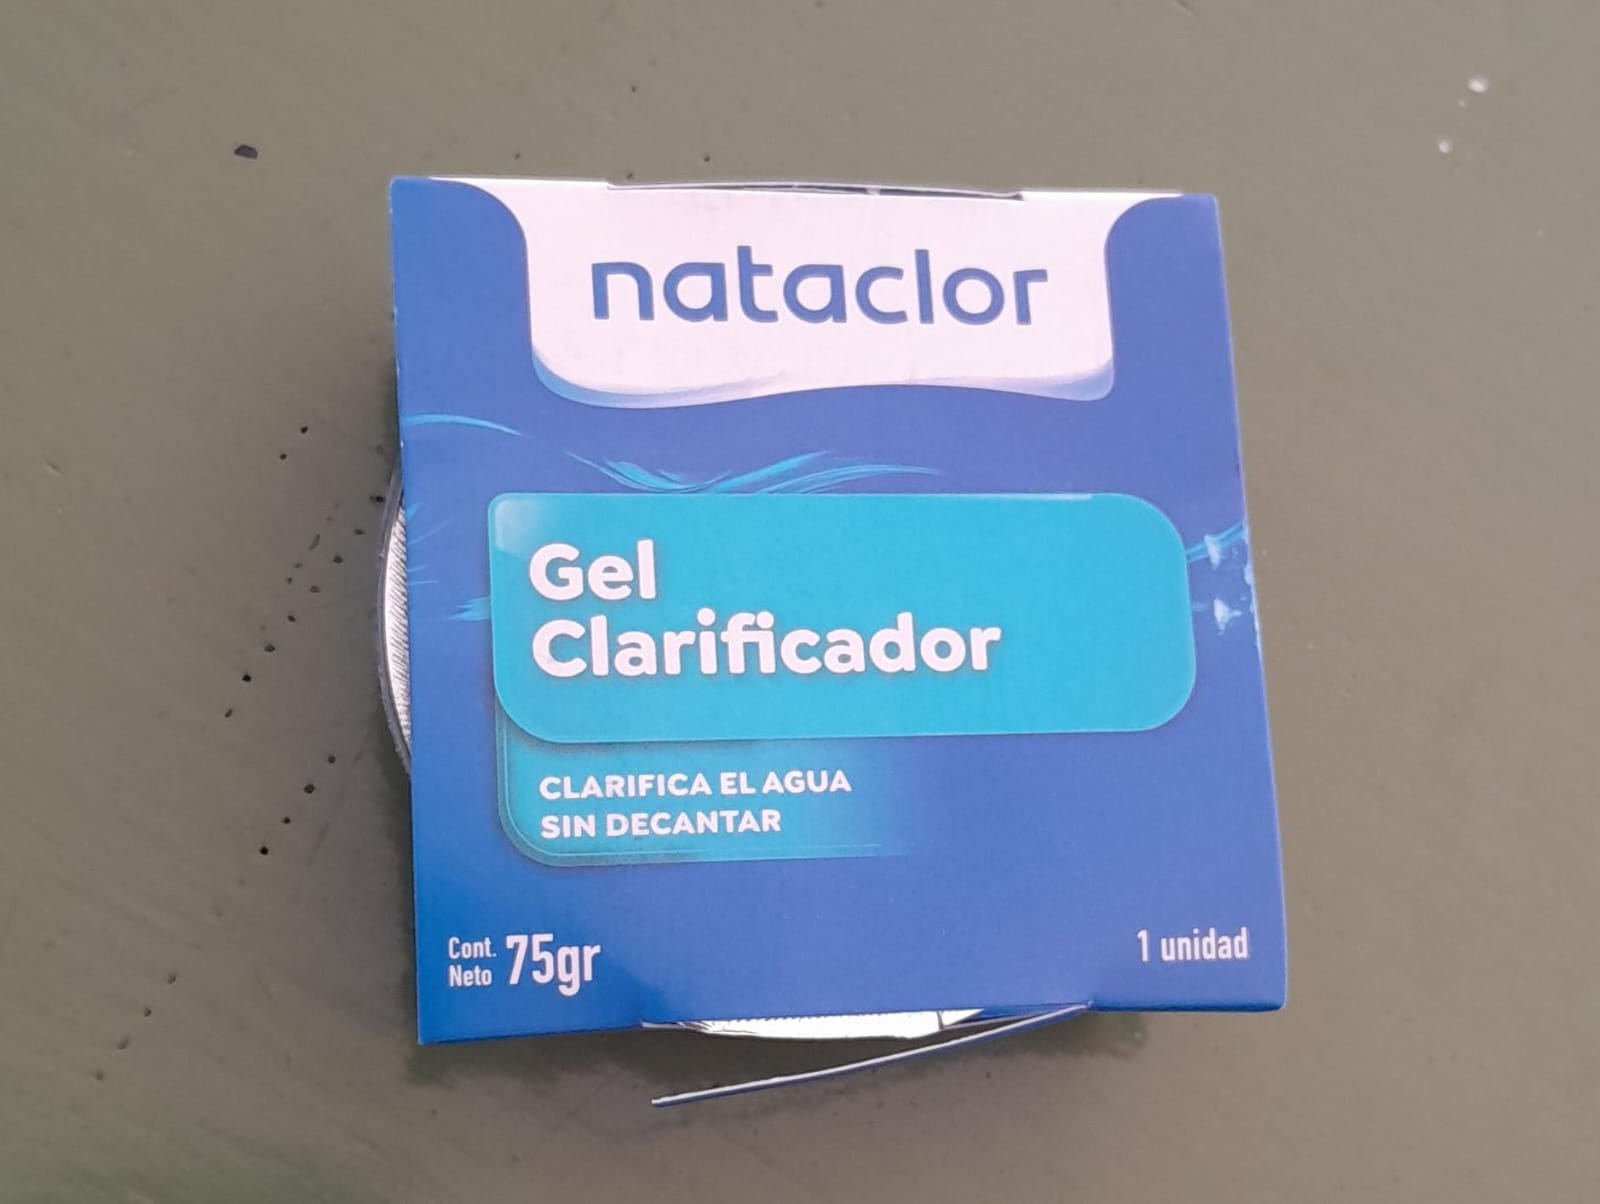 nataclor
Gel
Clarificador
CLARIFICA EL AGUA
SIN DECANTAR
Cont.
Neto 75gr
1 unidad